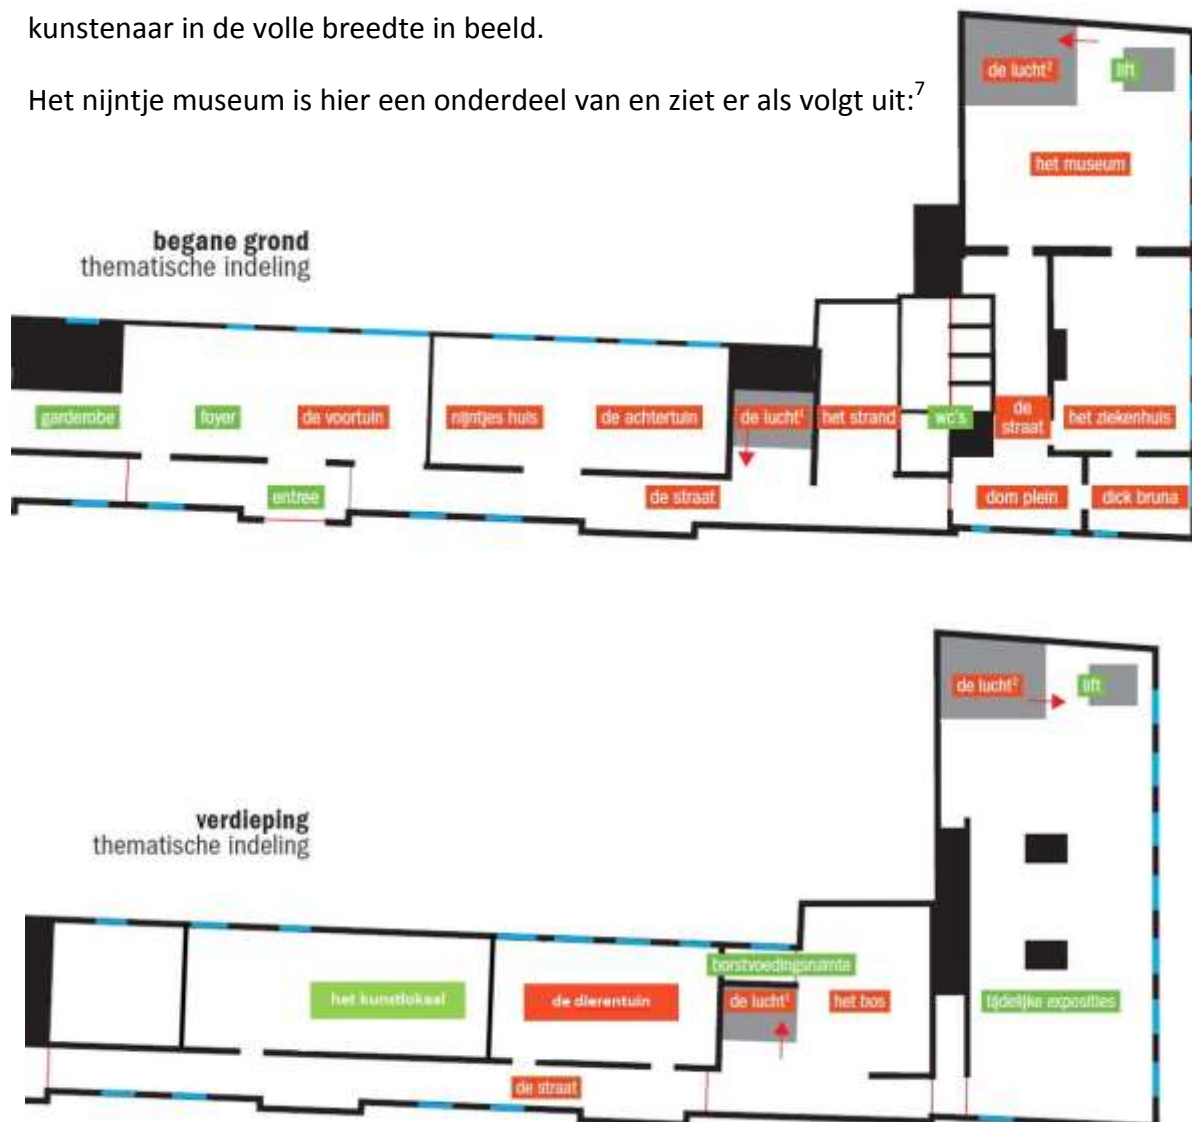 kunstenaar in de volle breedte in beeld.
Het nijntje museum is hier een onderdeel van en ziet er als volgt uit:⁷
de lucht²
lift
het museum
begane grond
thematische indeling
garderobe
foyer
de voortuin
nijntjes huis
de achtertuin
de lucht¹
het strand
wc's
de
straat
het ziekenhuis
entree
de straat
dom plein
dick bruna
de lucht²
lift
verdieping
thematische indeling
borstvoedingsruimte
het kunstlokaal
de dierentuin
de lucht¹
het bos
tijdelijke exposities
de straat